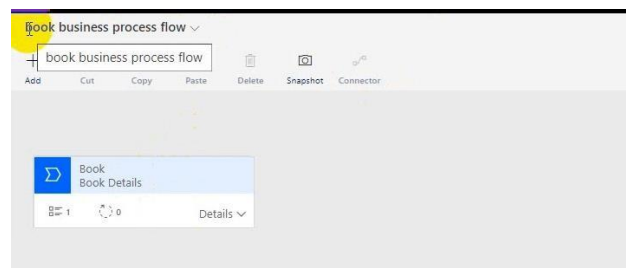 book business process flow
book business process flow
Add Cut Copy Paste Delete Snapshot Connector
Book
Book Details
1 0 Details